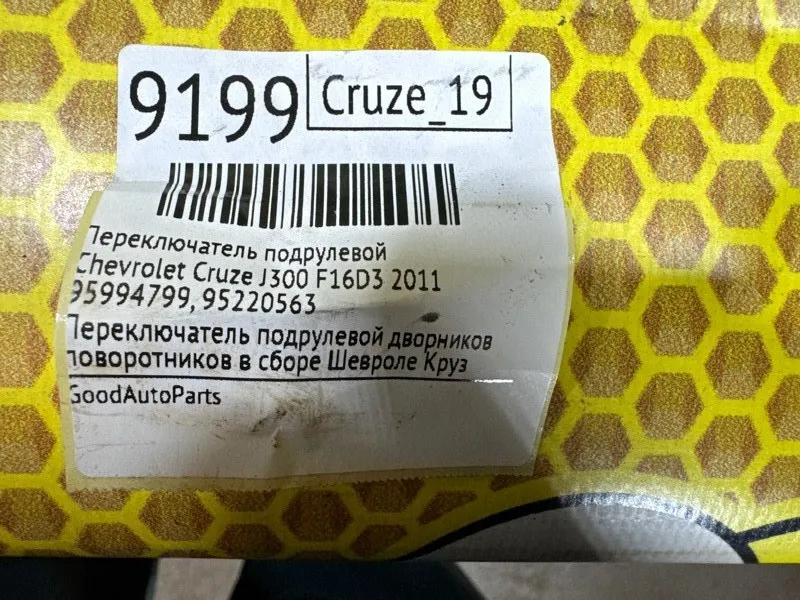 9199 Cruze_19
Переключатель подрулевой
Chevrolet Cruze J300 F16D3 2011
95994799, 95220563
Переключатель подрулевой дворников
поворотников в сборе Шевроле Круз
GoodAutoParts